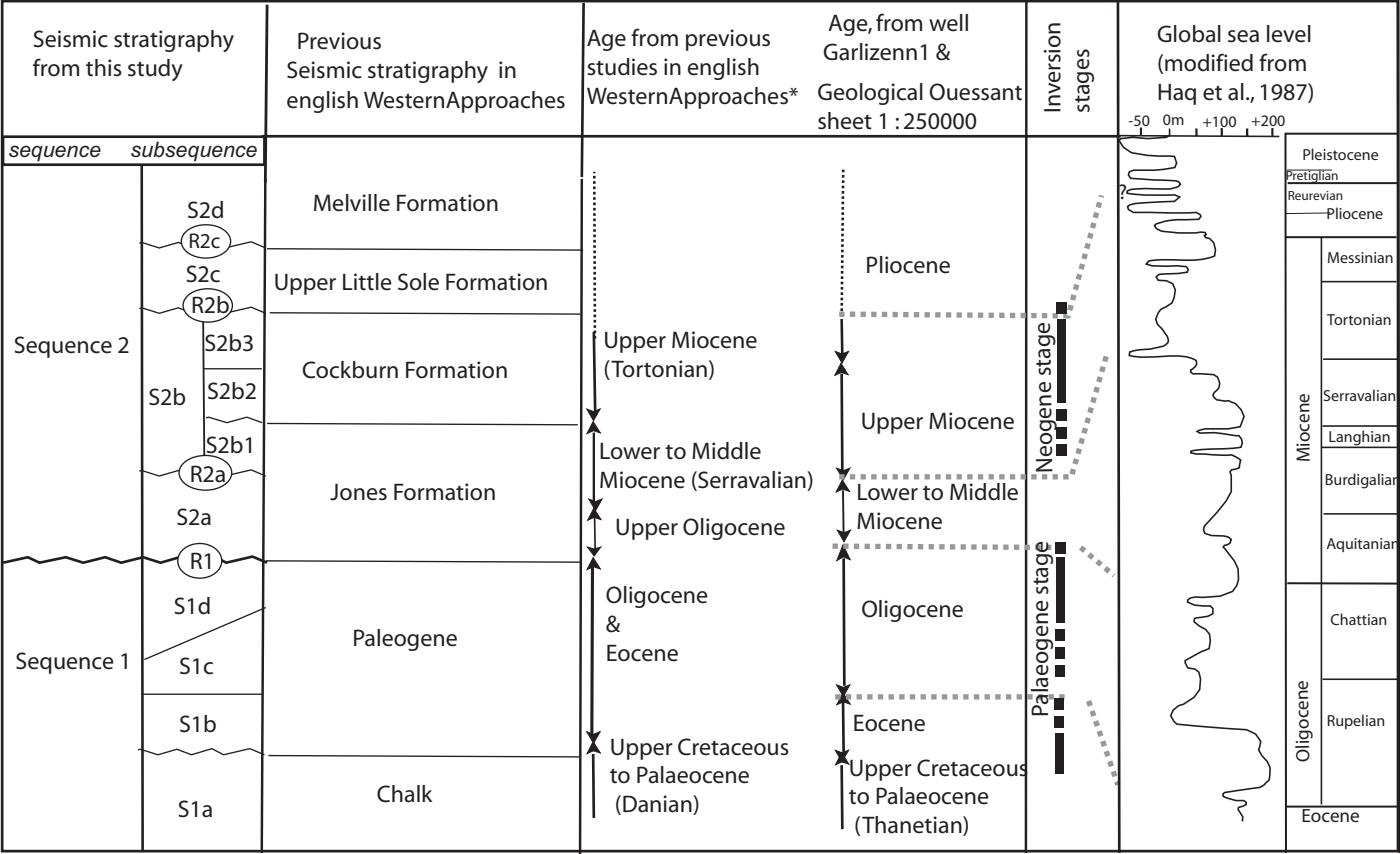 Seismic stratigraphy
from this study
Previous
Seismic stratigraphy in
english WesternApproaches
Age from previous
studies in english
WesternApproaches*
Age, from well
Garlizenn1 &
Geological Ouessant
sheet 1 : 250000
Inversion
stages
Global sea level
(modified from
Haq et al., 1987)
-50 0m +100 +200
sequence subsequence
S2d
R2c
S2c
R2b
S2b3
S2b
S2b2
S2b1
R2a
S2a
R1
S1d
S1c
S1b
S1a
Sequence 2
Sequence 1
Melville Formation
Upper Little Sole Formation
Cockburn Formation
Jones Formation
Paleogene
Chalk
Upper Miocene
(Tortonian)
Lower to Middle
Miocene (Serravalian)
Upper Oligocene
Oligocene
&
Eocene
Upper Cretaceous
to Palaeocene
(Danian)
Pliocene
Upper Miocene
Lower to Middle
Miocene
Oligocene
Eocene
Upper Cretaceous
to Palaeocene
(Thanetian)
Neogene stage
Palaeogene stage
?
Pleistocene
Pretiglian
Reurevian
Pliocene
Miocene
Messinian
Tortonian
Serravalian
Langhian
Burdigalian
Aquitanian
Oligocene
Chattian
Rupelian
Eocene